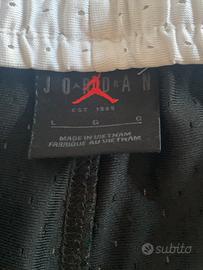 JORDAN
EST 1985
L G G
MADE IN VIETNAM
FABRIQUÉ AU VIETNAM
subito